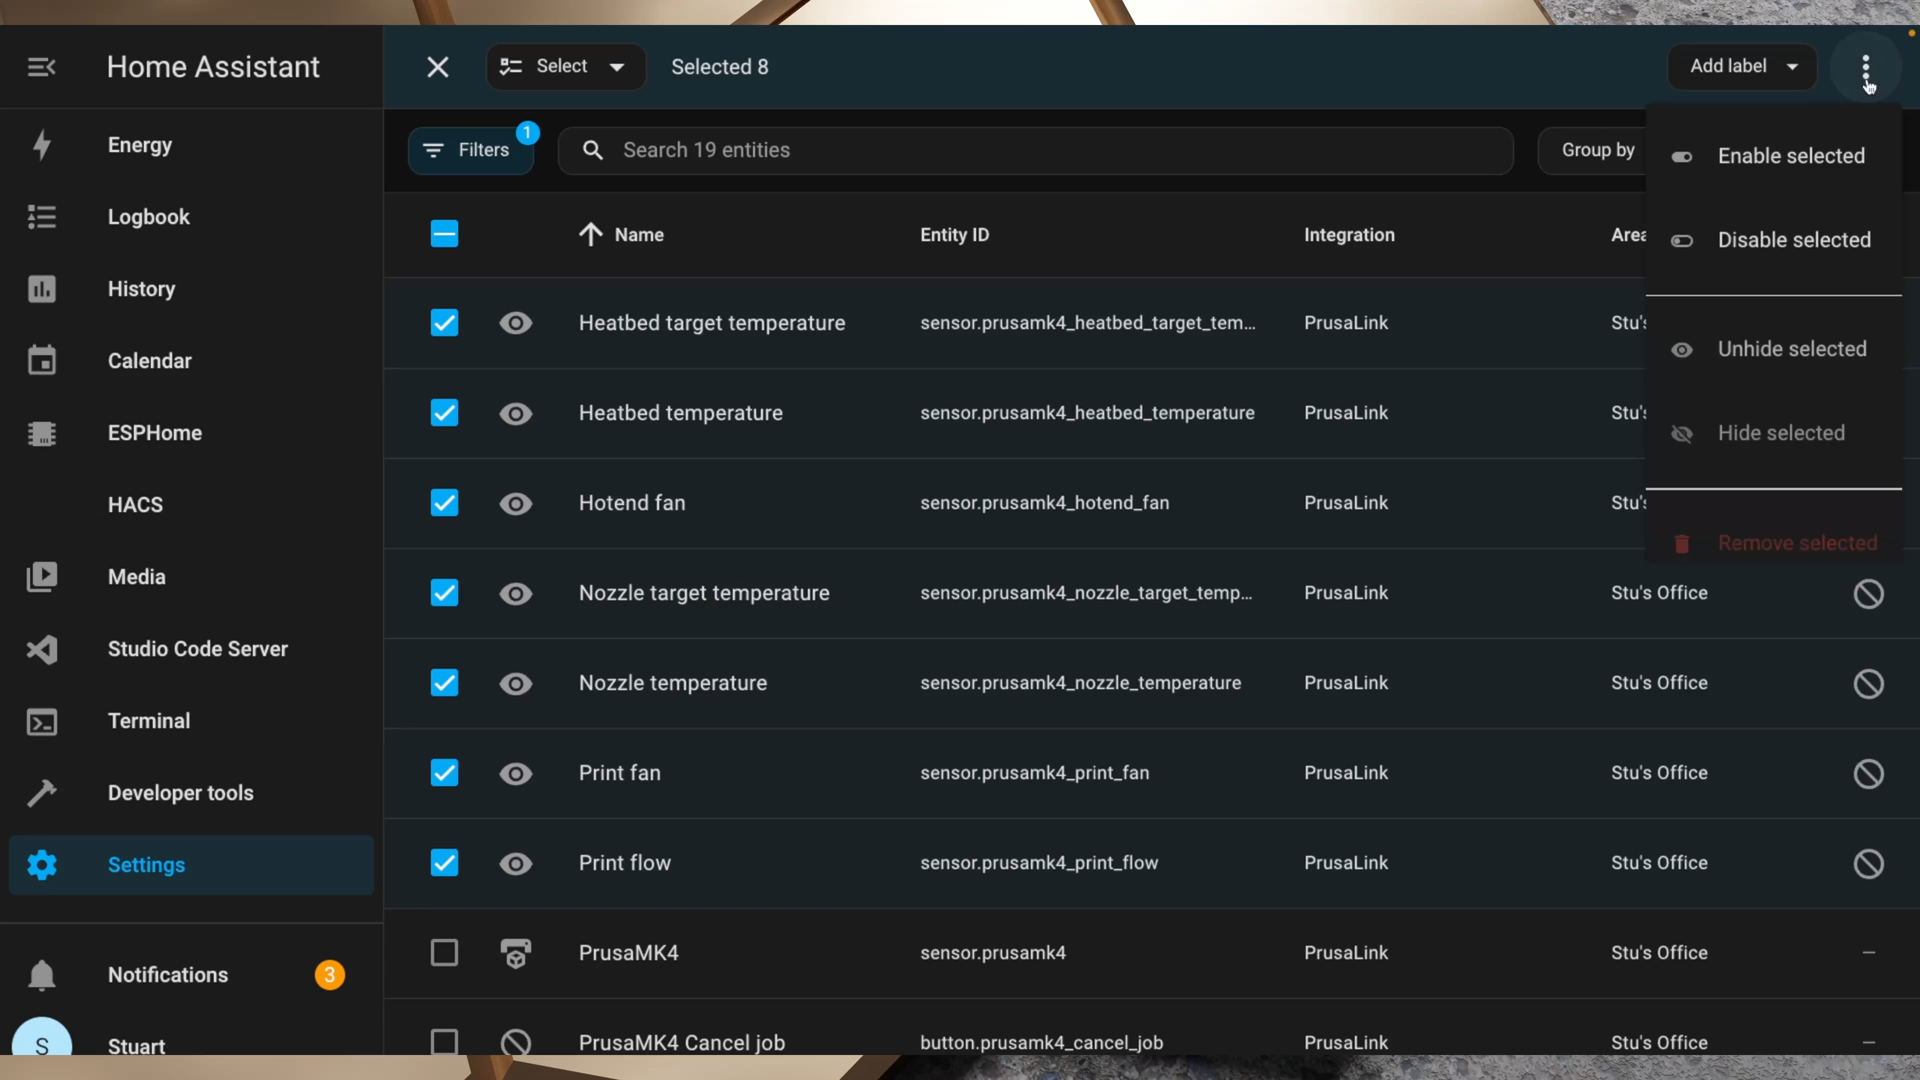 Home Assistant
Select
Selected 8
Add label
Energy
Logbook
History
Calendar
ESPHome
HACS
Media
Studio Code Server
Terminal
Developer tools
Settings
Notifications
3
S
Stuart
Filters
1
Search 19 entities
Group by
Name Entity ID Integration Area
Heatbed target temperature sensor.prusamk4_heatbed_target_tem... PrusaLink Stu's
Heatbed temperature sensor.prusamk4_heatbed_temperature PrusaLink Stu's
Hotend fan sensor.prusamk4_hotend_fan PrusaLink Stu's
Nozzle target temperature sensor.prusamk4_nozzle_target_temp... PrusaLink Stu's Office
Nozzle temperature sensor.prusamk4_nozzle_temperature PrusaLink Stu's Office
Print fan sensor.prusamk4_print_fan PrusaLink Stu's Office
Print flow sensor.prusamk4_print_flow PrusaLink Stu's Office
PrusaMK4 sensor.prusamk4 PrusaLink Stu's Office –
PrusaMK4 Cancel job button.prusamk4_cancel_job PrusaLink Stu's Office –
Enable selected
Disable selected
Unhide selected
Hide selected
Remove selected